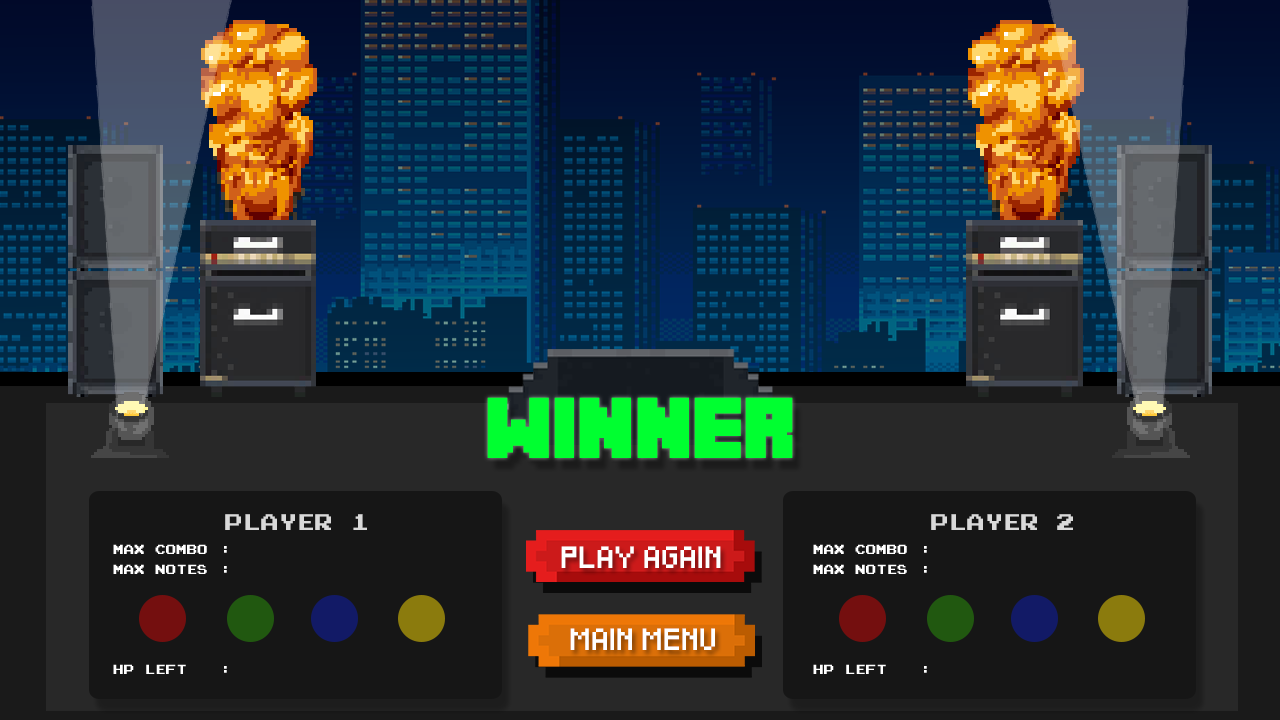 WINNER
PLAYER 1
MAX COMBO :
MAX NOTES :
HP LEFT :
PLAY AGAIN
MAIN MENU
PLAYER 2
MAX COMBO :
MAX NOTES :
HP LEFT :